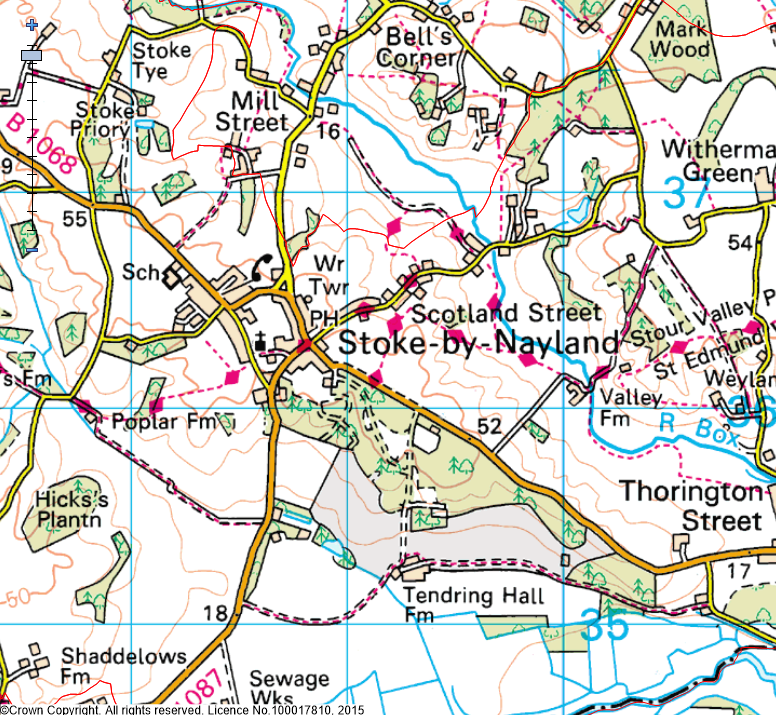 Stoke
Tye
Bell's
Corner
Mark
Wood
Stoke
Priory
Mill
Street
16
B 1068
9
Witherma
Green
37
55
54
Sch
Wr
Twr
PH
Scotland Street
Stoke-by-Nayland
Stour Valley P
St Edmund
Weylan
's Fm
Poplar Fm
52
Valley
Fm
36
R Box
Hicks's
Plantn
Thorington
Street
50
Tendring Hall
Fm
17
18
35
Shaddelows
Fm
1087
Sewage
Wks
©Crown Copyright. All rights reserved. Licence No.100017810, 2015